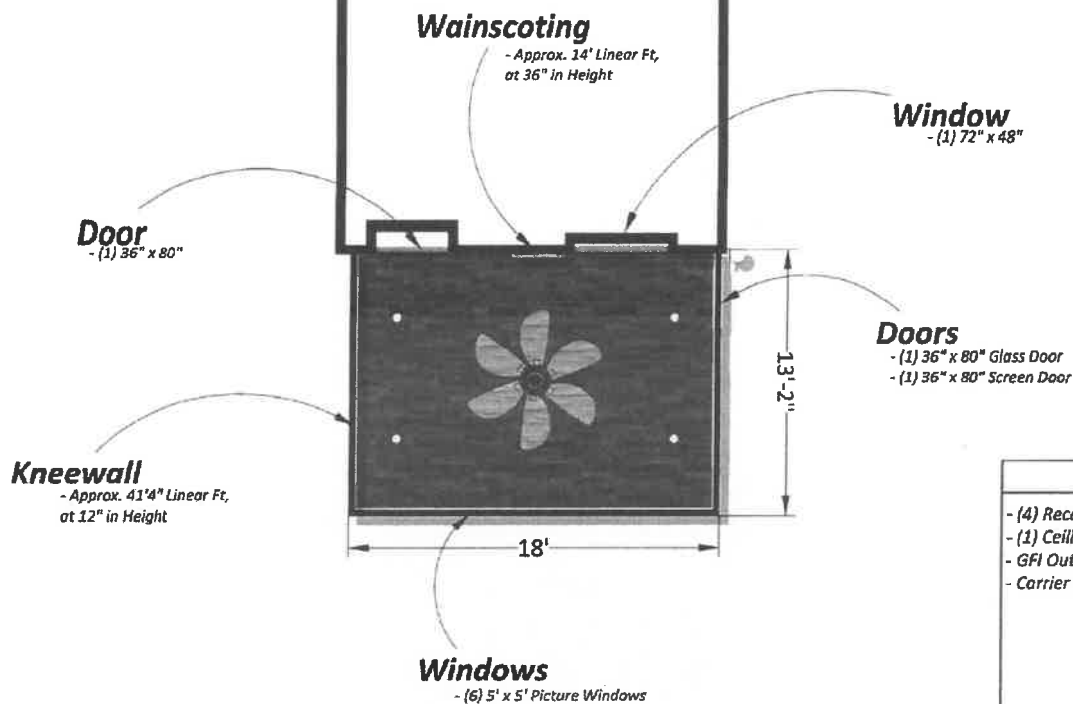 Wainscoting
- Approx. 14' Linear Ft,
at 36" in Height
Window
- (1) 72" x 48"
Door
- (1) 36" x 80"
Doors
- (1) 36" x 80" Glass Door
- (1) 36" x 80" Screen Door
13'-2"
Kneewall
- Approx. 41'4" Linear Ft,
at 12" in Height
18'
- (4) Rece
- (1) Ceili
- GFI Out
- Carrier
Windows
- (6) 5' x 5' Picture Windows